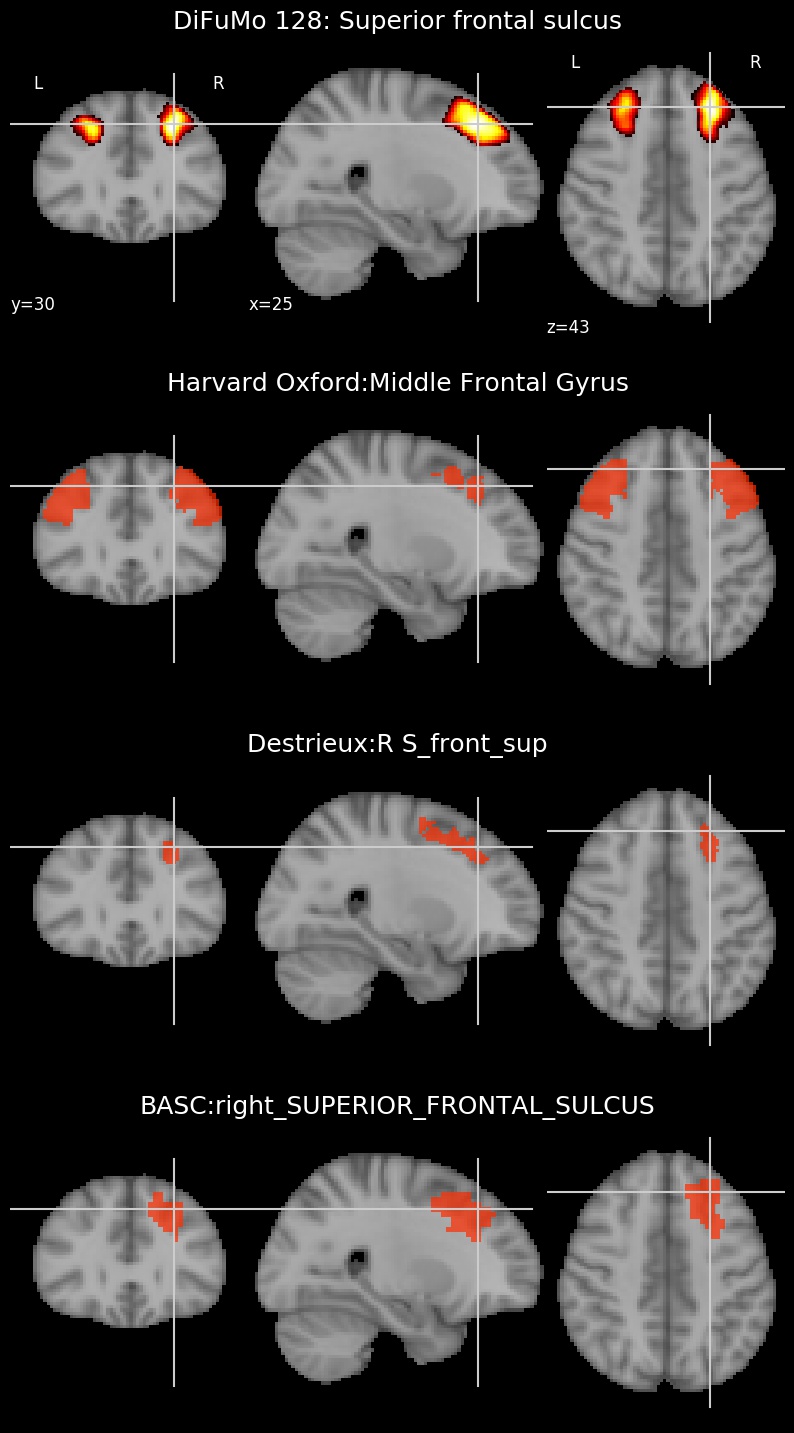 DiFuMo 128: Superior frontal sulcus
L R L R
y=30 x=25 z=43
Harvard Oxford:Middle Frontal Gyrus
Destrieux:R S_front_sup
BASC:right_SUPERIOR_FRONTAL_SULCUS